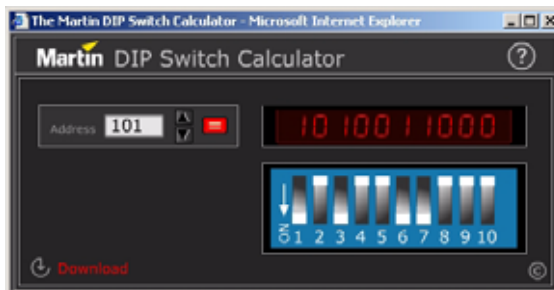 The Martin DIP Switch Calculator - Microsoft Internet Explorer
Martin DIP Switch Calculator ?
Address 101
1010011000
ON 1 2 3 4 5 6 7 8 9 10
Download ©